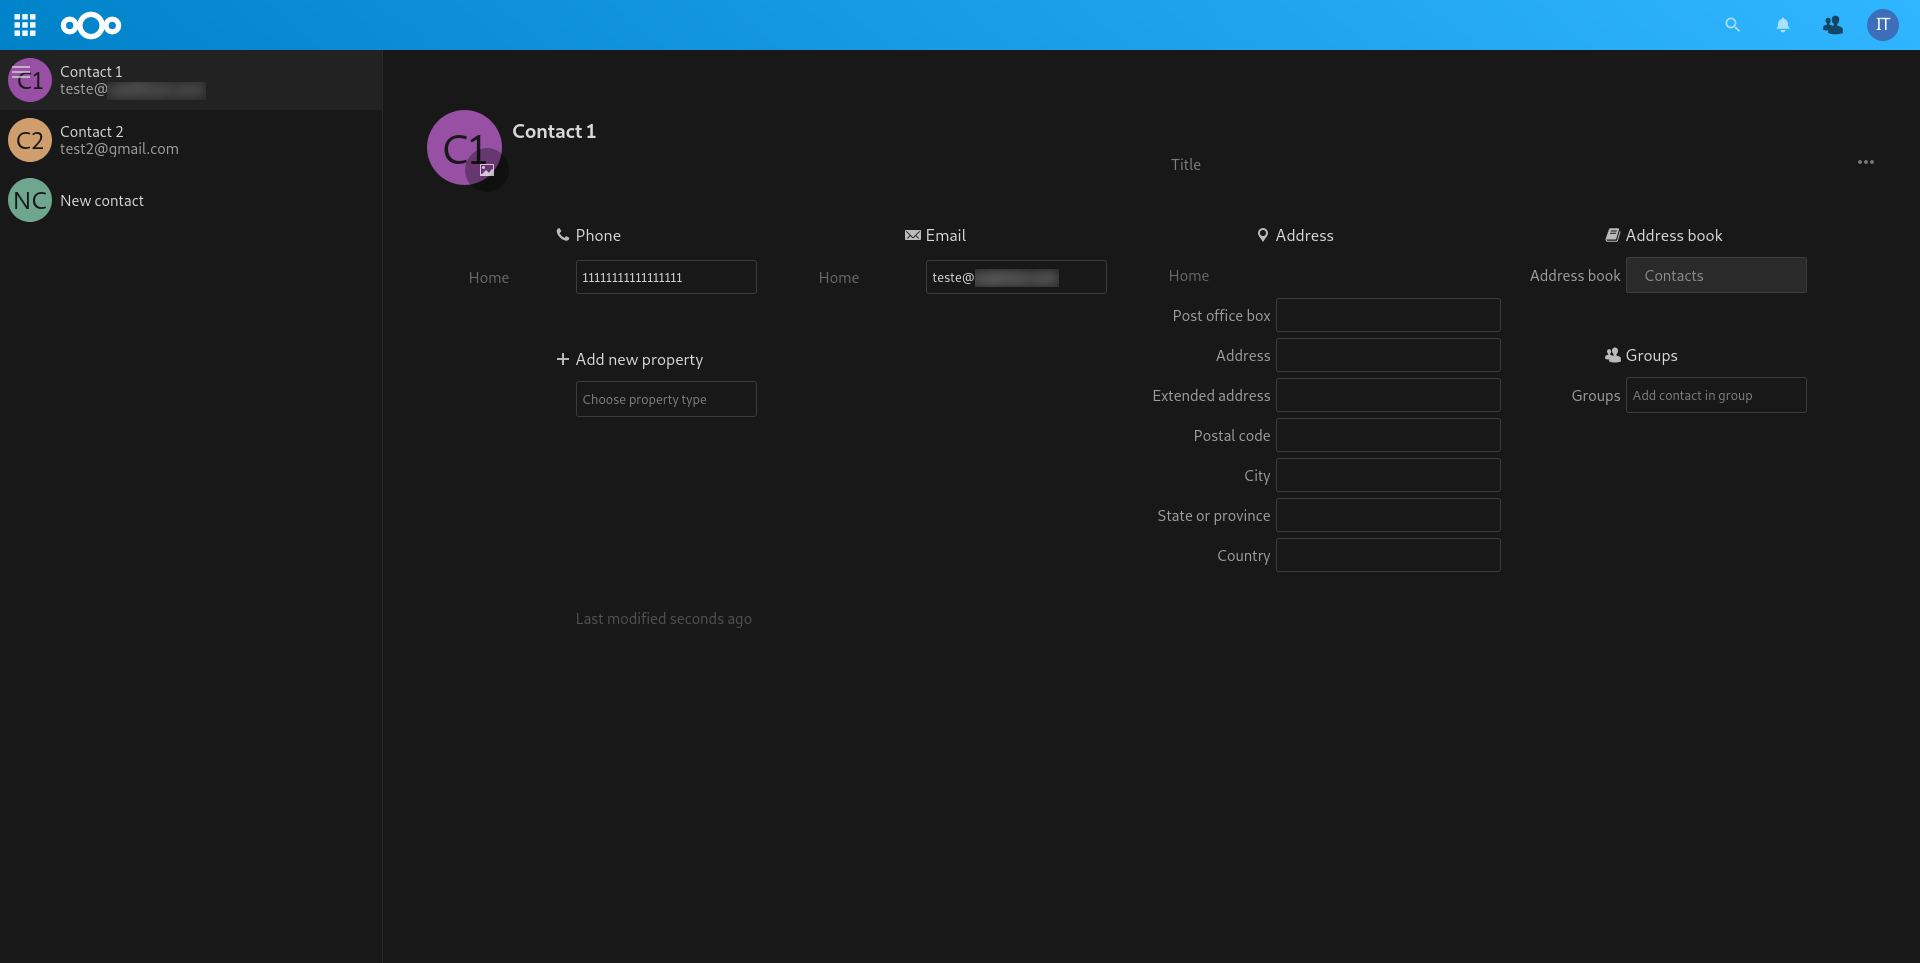 IT
C1 Contact 1
teste@
C2 Contact 2
test2@gmail.com
NC New contact
C1 Contact 1
Title
Phone
Home 11111111111111111
Add new property
Choose property type
Email
Home teste@
Address
Home
Post office box
Address
Extended address
Postal code
City
State or province
Country
Address book
Address book Contacts
Groups
Groups Add contact in group
Last modified seconds ago